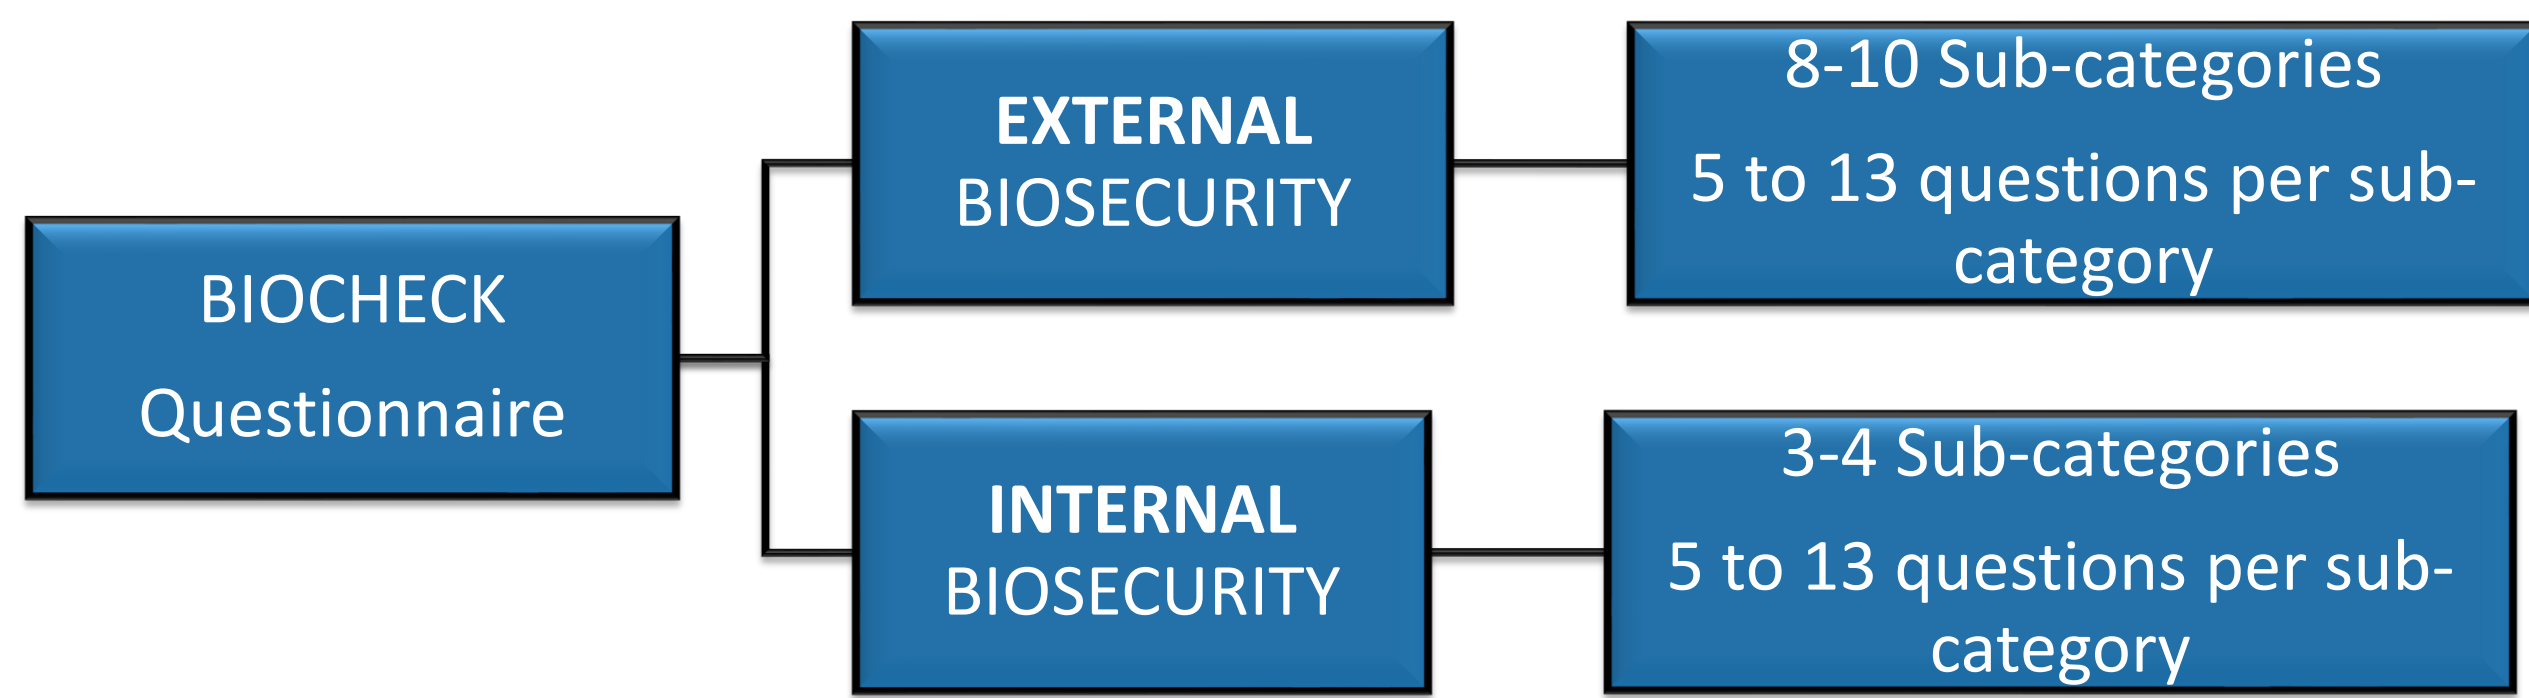 BIOCHECK
Questionnaire
EXTERNAL
BIOSECURITY
8-10 Sub-categories
5 to 13 questions per sub-
category
INTERNAL
BIOSECURITY
3-4 Sub-categories
5 to 13 questions per sub-
category